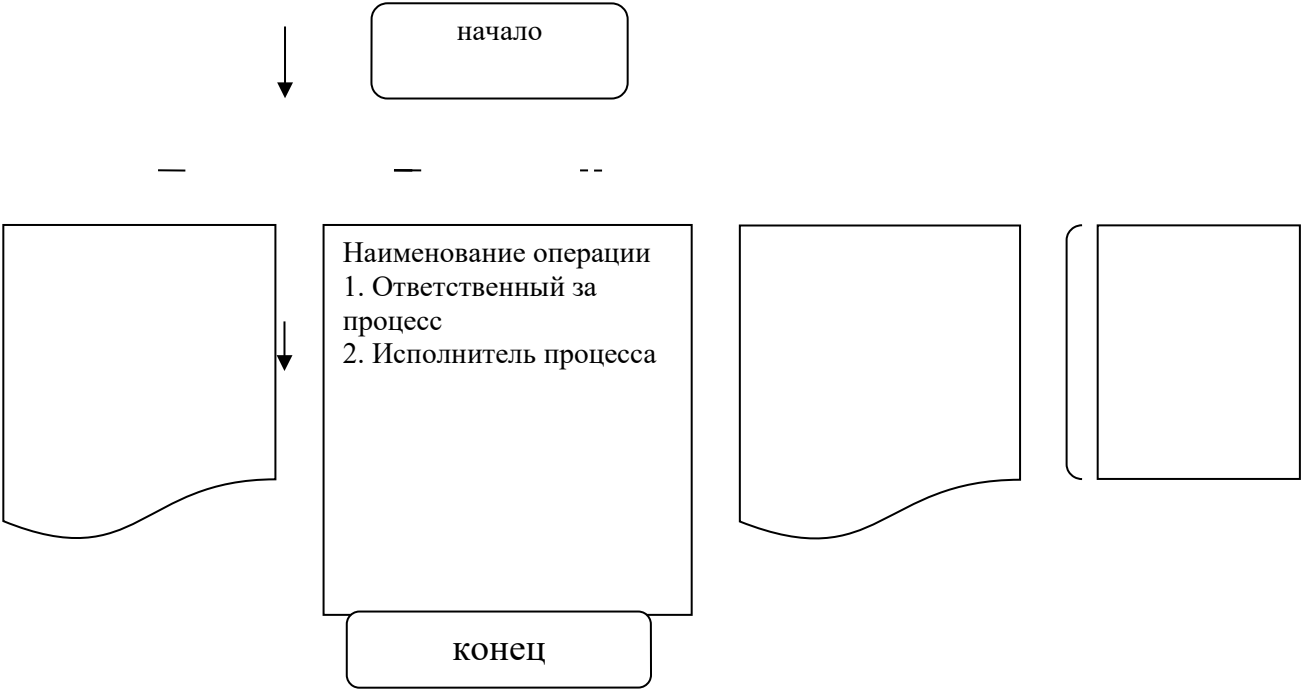 начало
Наименование операции
1. Ответственный за
процесс
2. Исполнитель процесса
конец